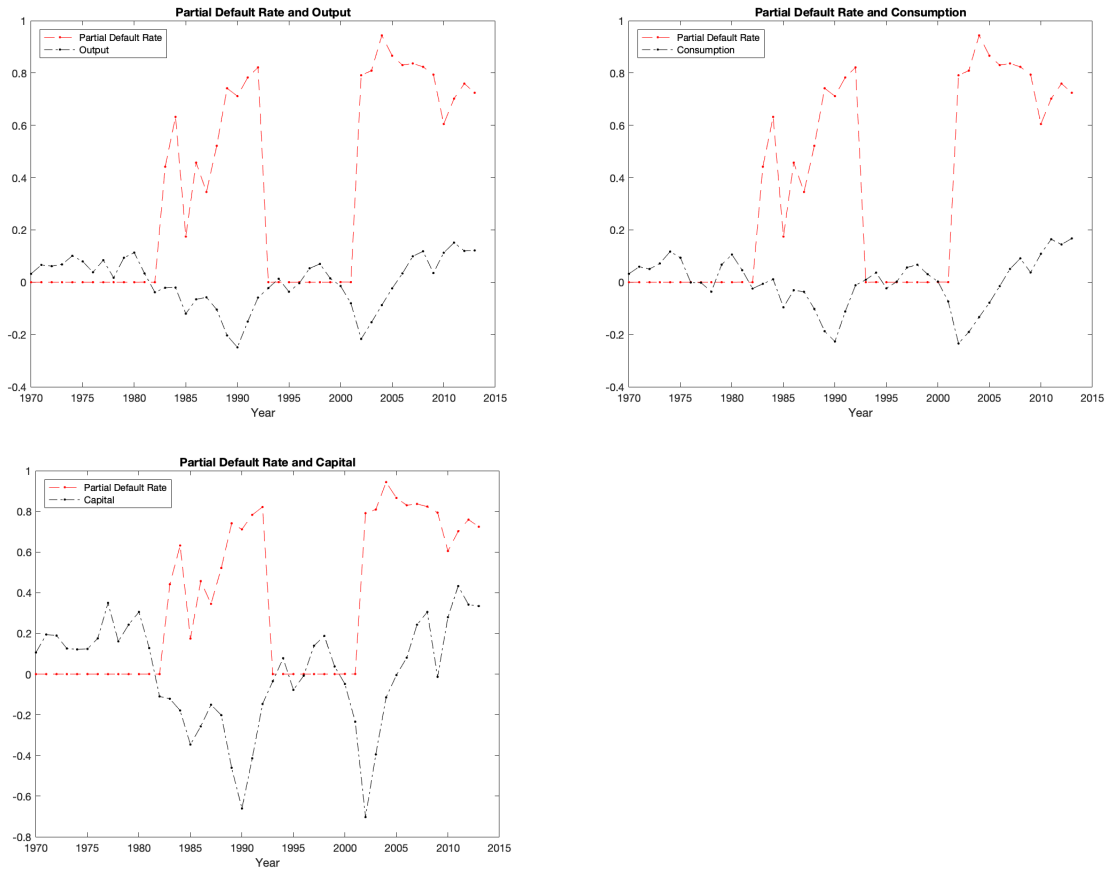 Partial Default Rate and Output
Partial Default Rate
Output
1
0.8
0.6
0.4
0.2
0
-0.2
-0.4
1970 1975 1980 1985 1990 1995 2000 2005 2010 2015
Year
Partial Default Rate and Consumption
Partial Default Rate
Consumption
1
0.8
0.6
0.4
0.2
0
-0.2
-0.4
1970 1975 1980 1985 1990 1995 2000 2005 2010 2015
Year
Partial Default Rate and Capital
Partial Default Rate
Capital
1
0.8
0.6
0.4
0.2
0
-0.2
-0.4
-0.6
-0.8
1970 1975 1980 1985 1990 1995 2000 2005 2010 2015
Year